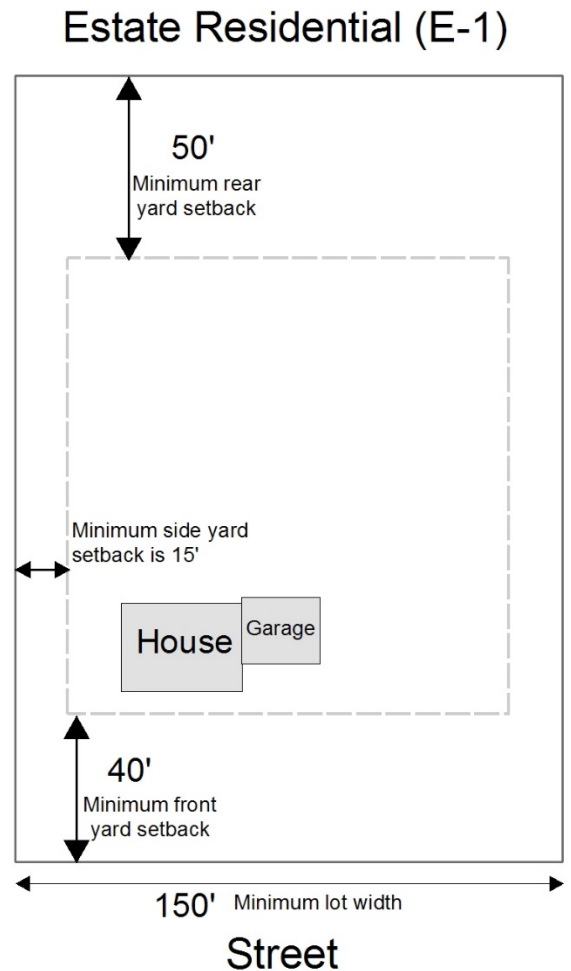 Estate Residential (E-1)
50'
Minimum rear
yard setback
Minimum side yard
setback is 15'
House
Garage
40'
Minimum front
yard setback
150' Minimum lot width
Street